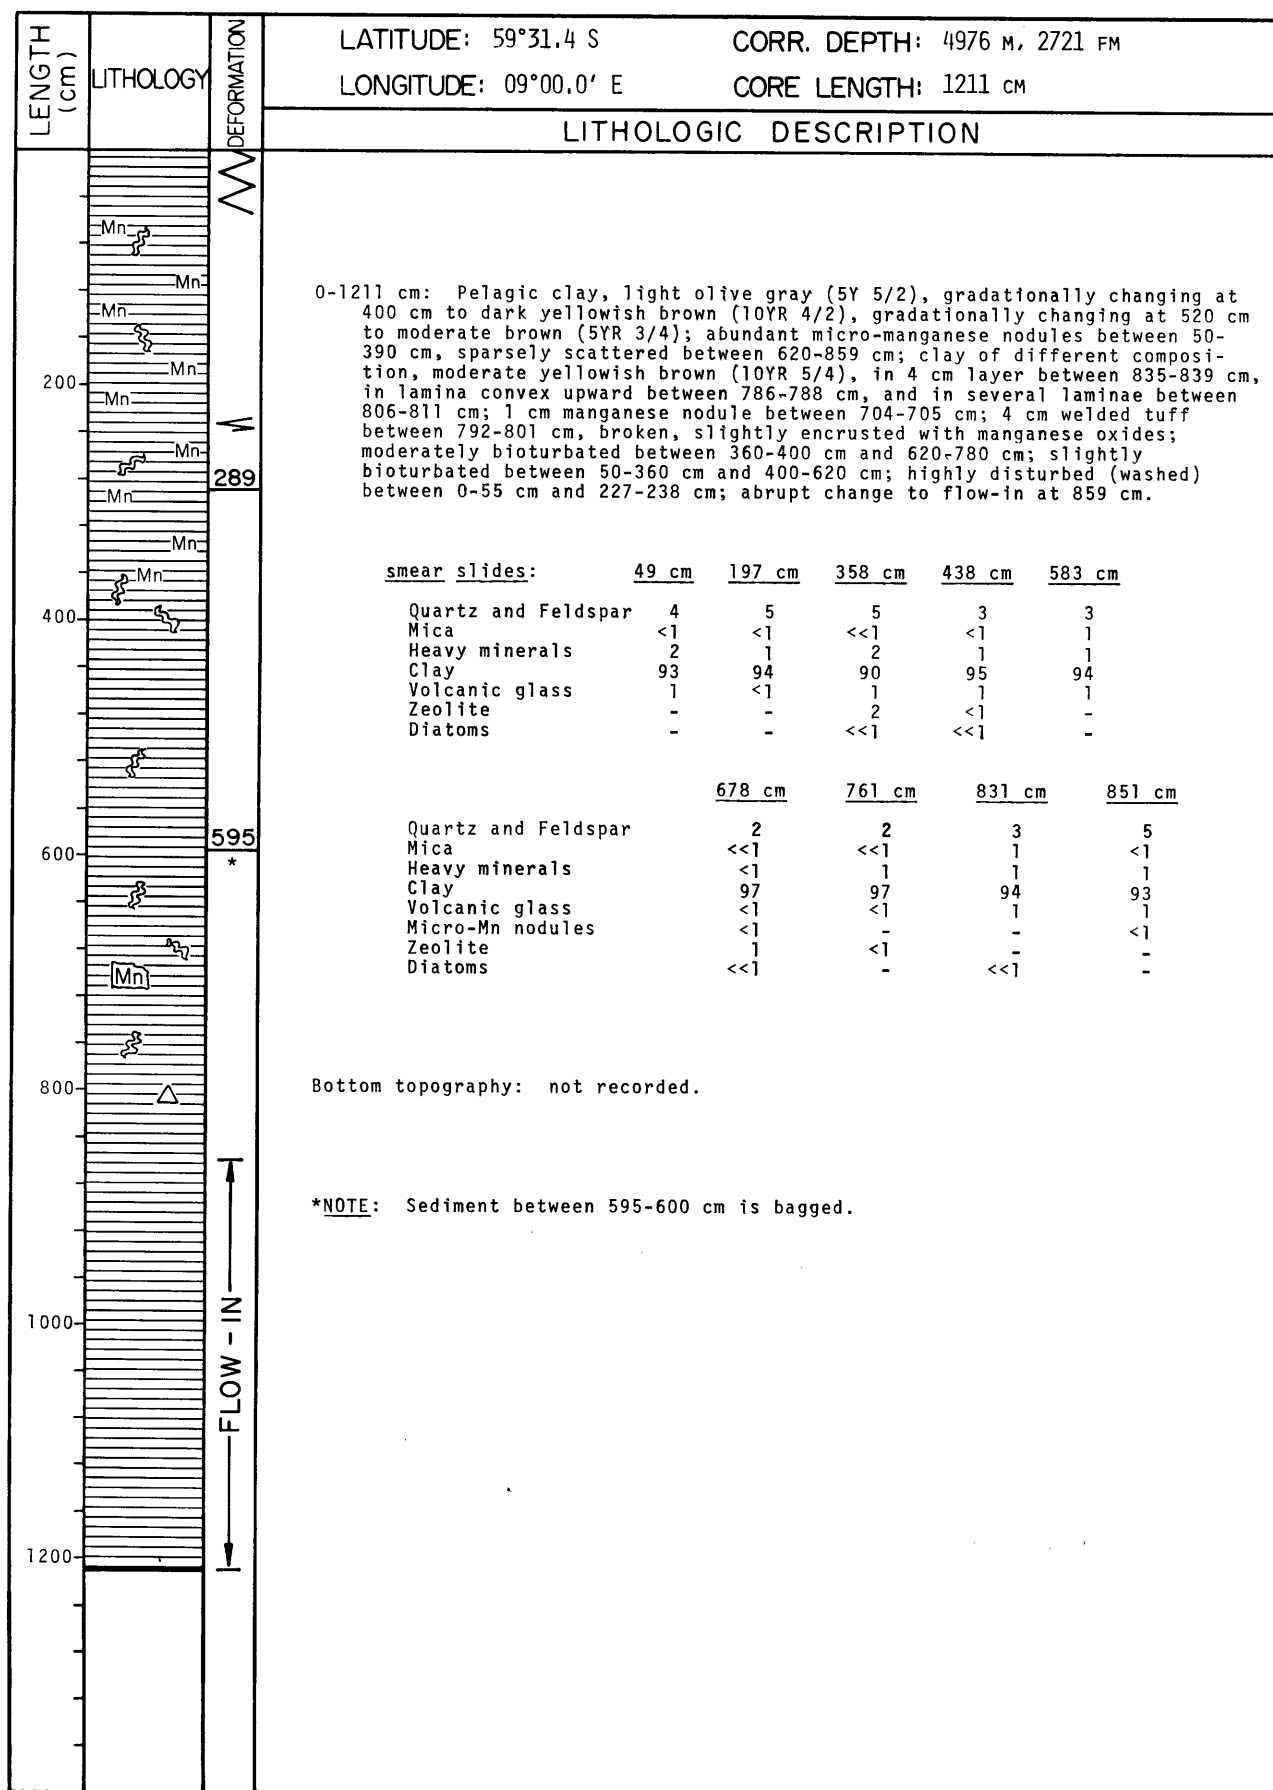 LENGTH (cm)
LITHOLOGY
DEFORMATION
LATITUDE: 59°31.4 S CORR. DEPTH: 4976 M, 2721 FM
LONGITUDE: 09°00.0' E CORE LENGTH: 1211 CM
LITHOLOGIC DESCRIPTION
Mn
Mn
Mn
Mn
200
Mn
Mn
289
Mn
Mn
Mn
400
595
600
*
Mn
800
1000
FLOW-IN
1200
0-1211 cm: Pelagic clay, light olive gray (5Y 5/2), gradationally changing at
400 cm to dark yellowish brown (10YR 4/2), gradationally changing at 520 cm
to moderate brown (5YR 3/4); abundant micro-manganese nodules between 50-
390 cm, sparsely scattered between 620-859 cm; clay of different composi-
tion, moderate yellowish brown (10YR 5/4), in 4 cm layer between 835-839 cm,
in lamina convex upward between 786-788 cm, and in several laminae between
806-811 cm; 1 cm manganese nodule between 704-705 cm; 4 cm welded tuff
between 792-801 cm, broken, slightly encrusted with manganese oxides;
moderately bioturbated between 360-400 cm and 620-780 cm; slightly
bioturbated between 50-360 cm and 400-620 cm; highly disturbed (washed)
between 0-55 cm and 227-238 cm; abrupt change to flow-in at 859 cm.
smear slides: 49 cm 197 cm 358 cm 438 cm 583 cm
Quartz and Feldspar 4 5 5 3 3
Mica <1 <1 <<1 <1 1
Heavy minerals 2 1 2 1 1
Clay 93 94 90 95 94
Volcanic glass 1 <1 1 1 1
Zeolite - - 2 <1 -
Diatoms - - <<1 <<1 -
678 cm 761 cm 831 cm 851 cm
Quartz and Feldspar 2 2 3 5
Mica <<1 <<1 1 <1
Heavy minerals <1 1 1 1
Clay 97 97 94 93
Volcanic glass <1 <1 1 1
Micro-Mn nodules <1 - - <1
Zeolite 1 <1 - -
Diatoms <<1 - <<1 -
Bottom topography: not recorded.
*NOTE: Sediment between 595-600 cm is bagged.